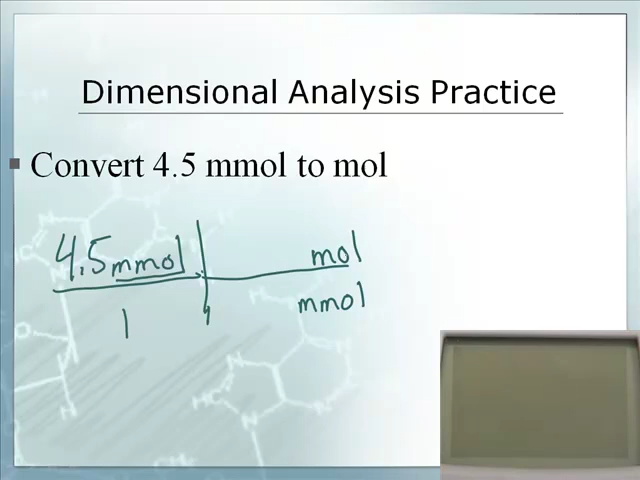 Dimensional Analysis Practice
Convert 4.5 mmol to mol
4.5 mmol mol
1 mmol